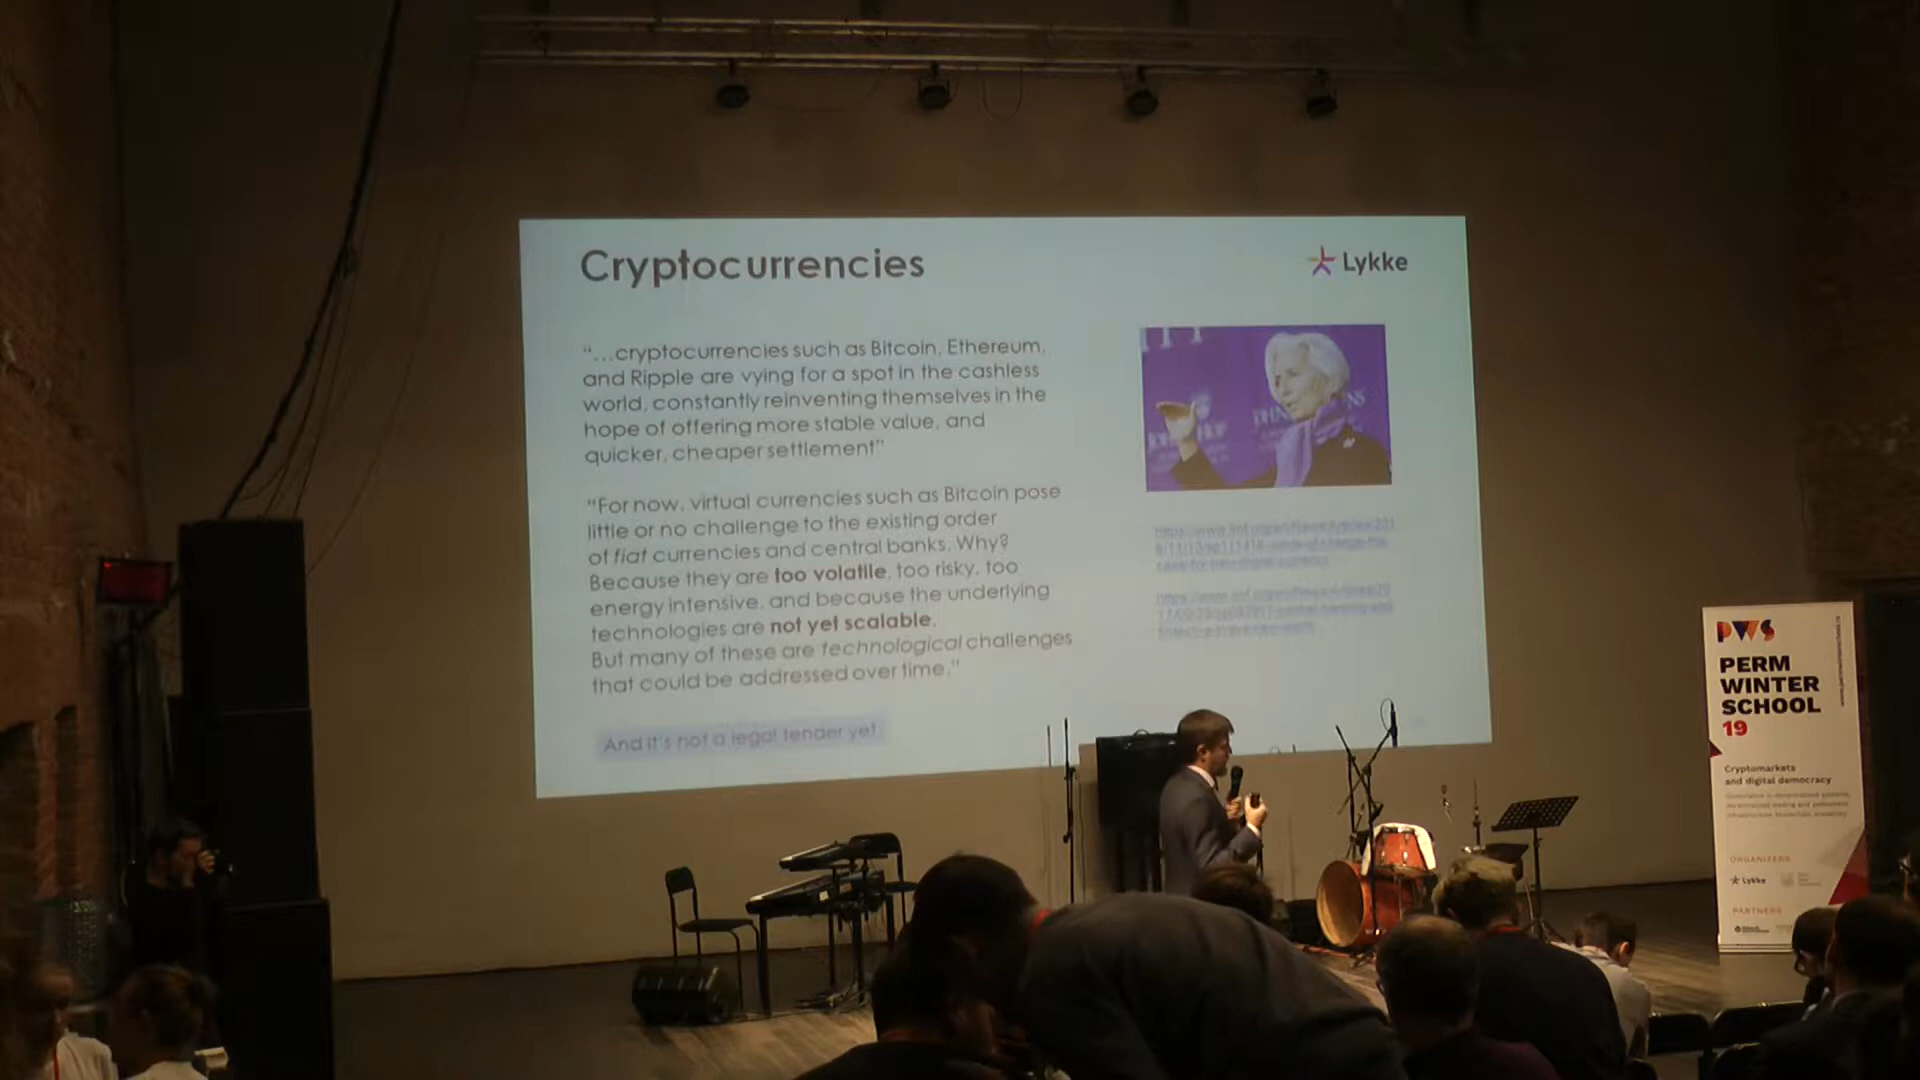 Cryptocurrencies
Lykke
“…cryptocurrencies such as Bitcoin, Ethereum,
and Ripple are vying for a spot in the cashless
world, constantly reinventing themselves in the
hope of offering more stable value, and
quicker, cheaper settlement”
“For now, virtual currencies such as Bitcoin pose
little or no challenge to the existing order
of fiat currencies and central banks. Why?
Because they are too volatile, too risky, too
energy intensive, and because the underlying
technologies are not yet scalable.
But many of these are technological challenges
that could be addressed over time.”
And it's not a legal tender yet
PWS
PERM
WINTER
SCHOOL
19
Cryptomarkets
and digital democracy
ORGANIZERS
Lykke
PARTNERS